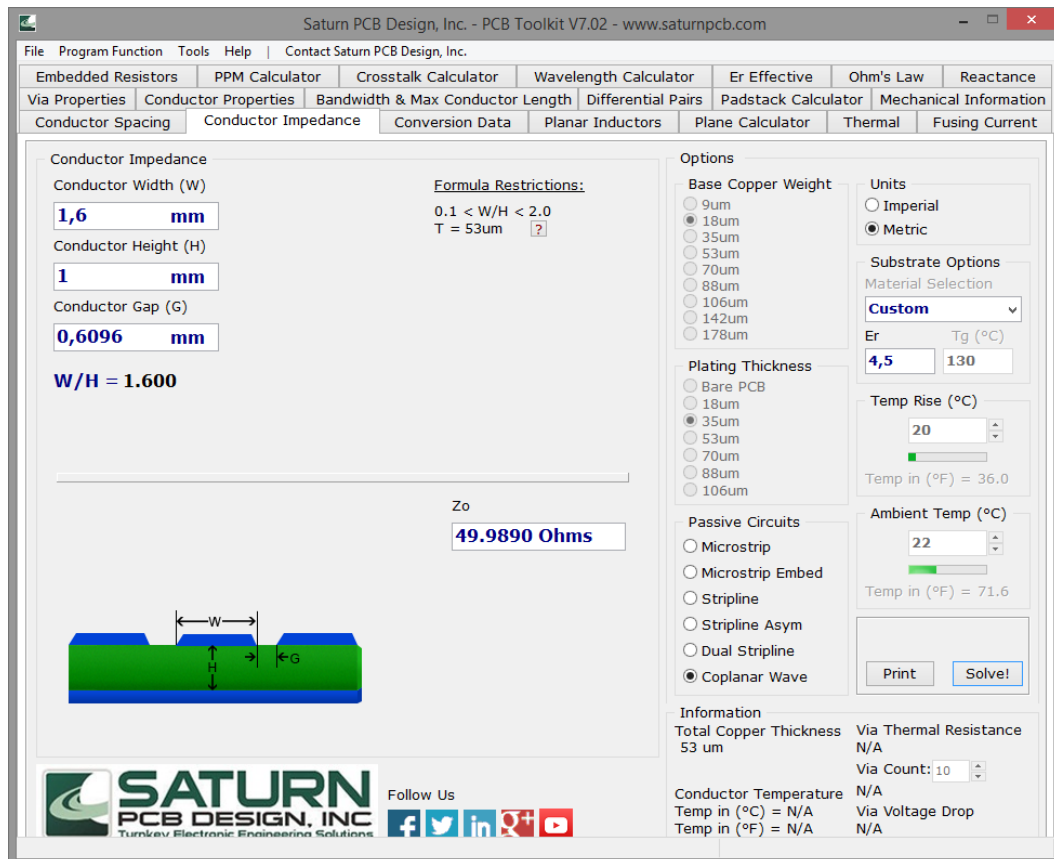 Saturn PCB Design, Inc. - PCB Toolkit V7.02 - www.saturnpcb.com
File Program Function Tools Help | Contact Saturn PCB Design, Inc.
Embedded Resistors PPM Calculator Crosstalk Calculator Wavelength Calculator Er Effective Ohm's Law Reactance
Via Properties Conductor Properties Bandwidth & Max Conductor Length Differential Pairs Padstack Calculator Mechanical Information
Conductor Spacing Conductor Impedance Conversion Data Planar Inductors Plane Calculator Thermal Fusing Current
Conductor Impedance
Conductor Width (W)
1,6 mm
Conductor Height (H)
1 mm
Conductor Gap (G)
0,6096 mm
W/H = 1.600
Formula Restrictions:
0.1 < W/H < 2.0
T = 53um ?
Zo
49.9890 Ohms
W
H
G
SATURN
PCB DESIGN, INC
Turnkey Electronic Engineering Solutions
Follow Us
f in g+
Options
Base Copper Weight
9um
18um
35um
53um
70um
88um
106um
142um
178um
Plating Thickness
Bare PCB
18um
35um
53um
70um
88um
106um
Passive Circuits
Microstrip
Microstrip Embed
Stripline
Stripline Asym
Dual Stripline
Coplanar Wave
Units
Imperial
Metric
Substrate Options
Material Selection
Custom
Er Tg (°C)
4,5 130
Temp Rise (°C)
20
Temp in (°F) = 36.0
Ambient Temp (°C)
22
Temp in (°F) = 71.6
Print Solve!
Information
Total Copper Thickness
53 um
Conductor Temperature
Temp in (°C) = N/A
Temp in (°F) = N/A
Via Thermal Resistance
N/A
Via Count: 10
N/A
Via Voltage Drop
N/A